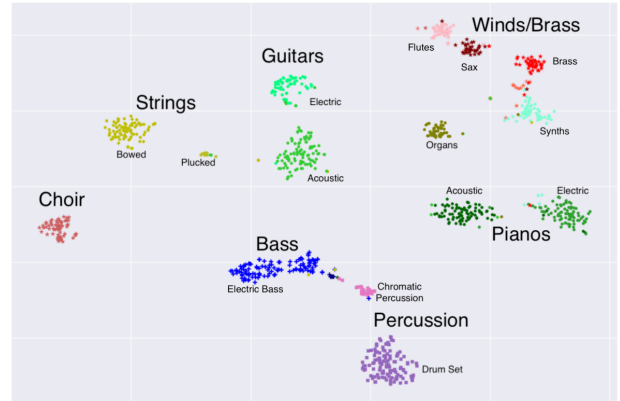 Winds/Brass
Flutes
Sax
Brass
Guitars
Electric
Synths
Strings
Bowed
Plucked
Organs
Acoustic
Choir
Acoustic
Electric
Pianos
Bass
Electric Bass
Chromatic
Percussion
Percussion
Drum Set